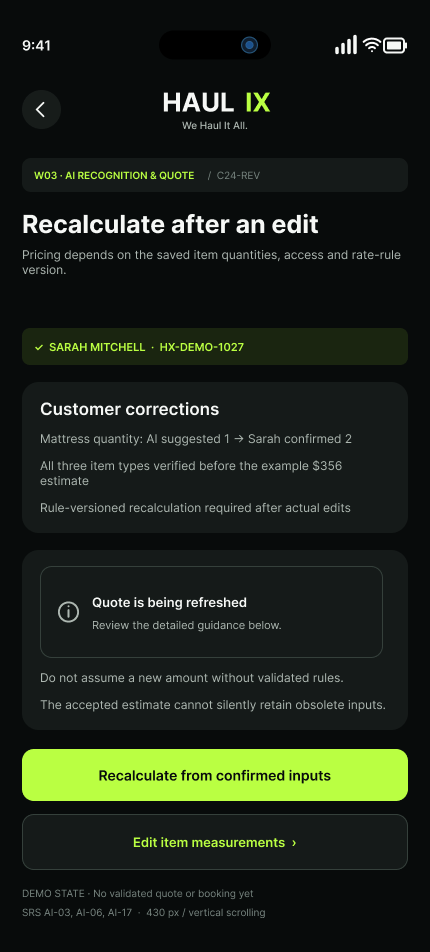 9:41
HAUL IX
We Haul It All.
W03 · AI RECOGNITION & QUOTE / C24-REV
Recalculate after an edit
Pricing depends on the saved item quantities, access and rate-rule
version.
✓ SARAH MITCHELL · HX-DEMO-1027
Customer corrections
Mattress quantity: AI suggested 1 → Sarah confirmed 2
All three item types verified before the example $356
estimate
Rule-versioned recalculation required after actual edits
Quote is being refreshed
Review the detailed guidance below.
Do not assume a new amount without validated rules.
The accepted estimate cannot silently retain obsolete inputs.
Recalculate from confirmed inputs
Edit item measurements ›
DEMO STATE · No validated quote or booking yet
SRS AI-03, AI-06, AI-17 · 430 px / vertical scrolling